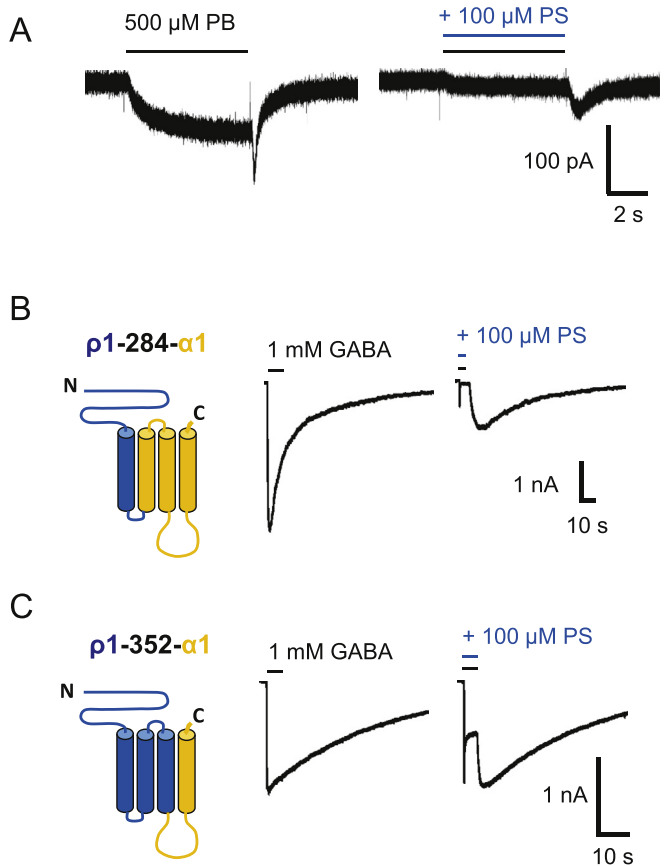 A
500 µM PB
+ 100 µM PS
100 pA
2 s
B
ρ1-284-α1
N
C
1 mM GABA
+ 100 µM PS
1 nA
10 s
C
ρ1-352-α1
N
C
1 mM GABA
+ 100 µM PS
1 nA
10 s